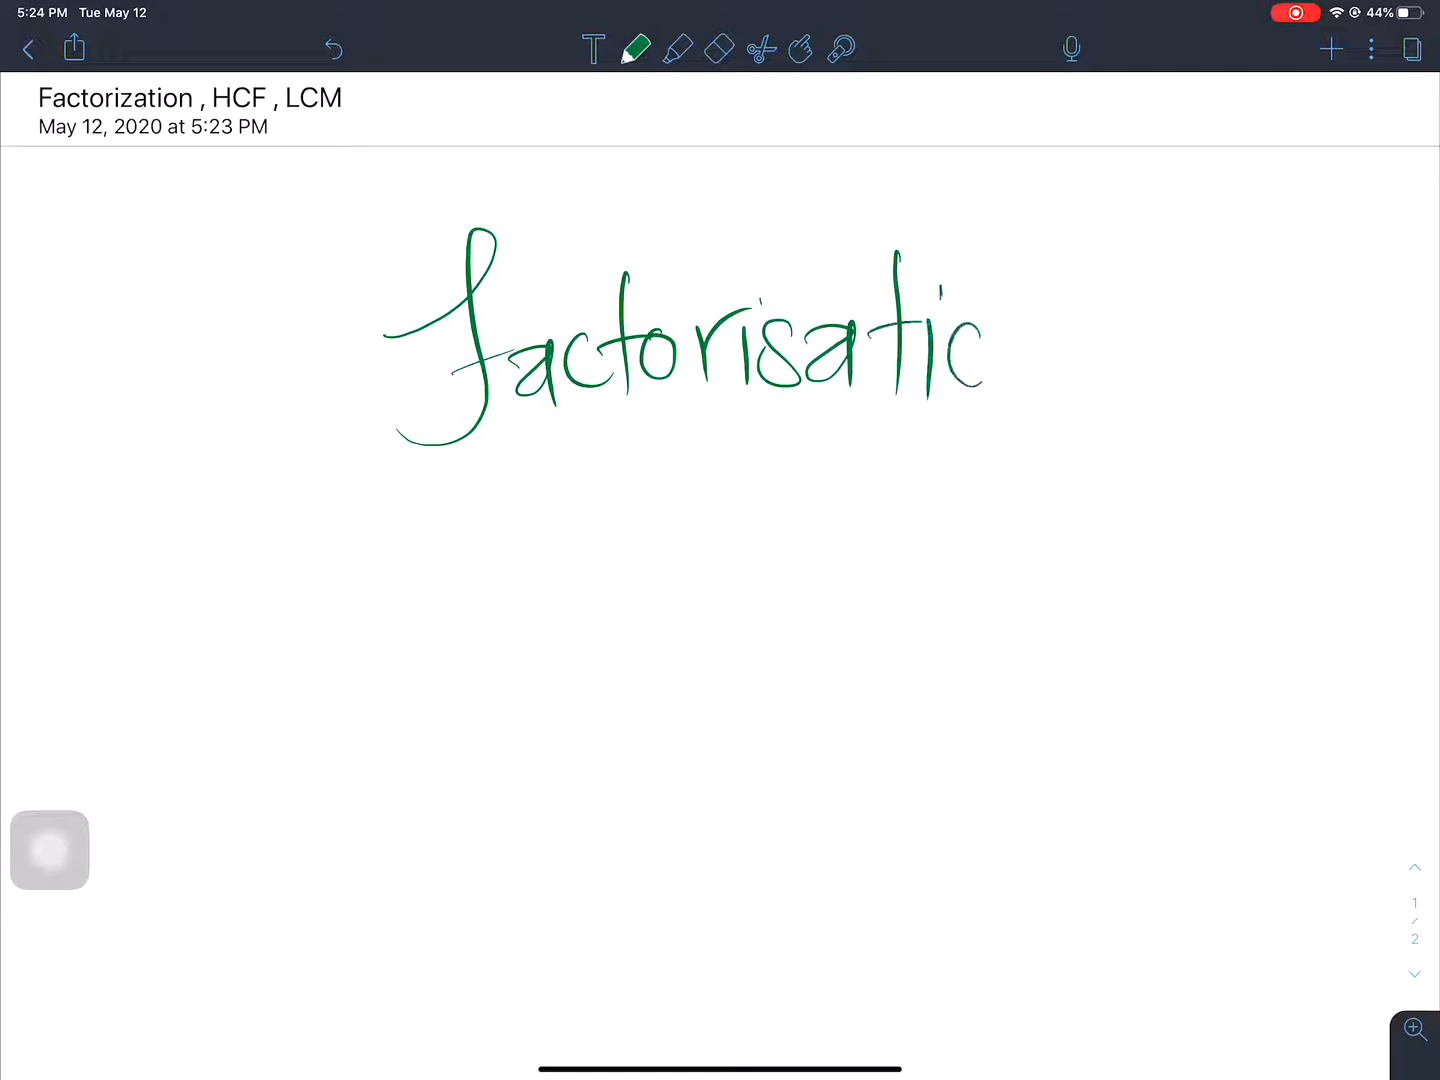 5:24 PM Tue May 12
44%
Factorization , HCF , LCM
May 12, 2020 at 5:23 PM
factorisatic
1
/
2